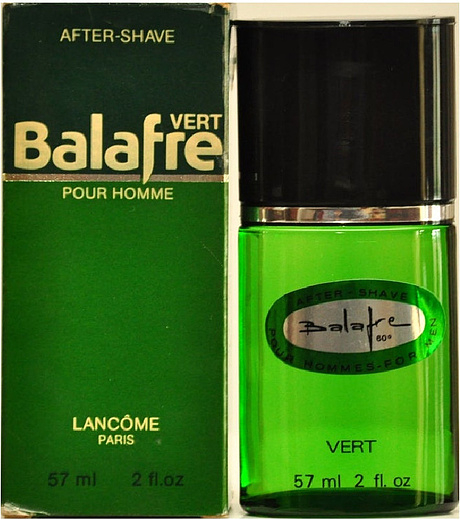 AFTER-SHAVE
VERT
Balafre
POUR HOMME
LANCÔME
PARIS
57 ml 2 fl.oz
AFTER-SHAVE
Balafre
60°
POUR HOMMES-FOR MEN
VERT
57 ml 2 fl. oz